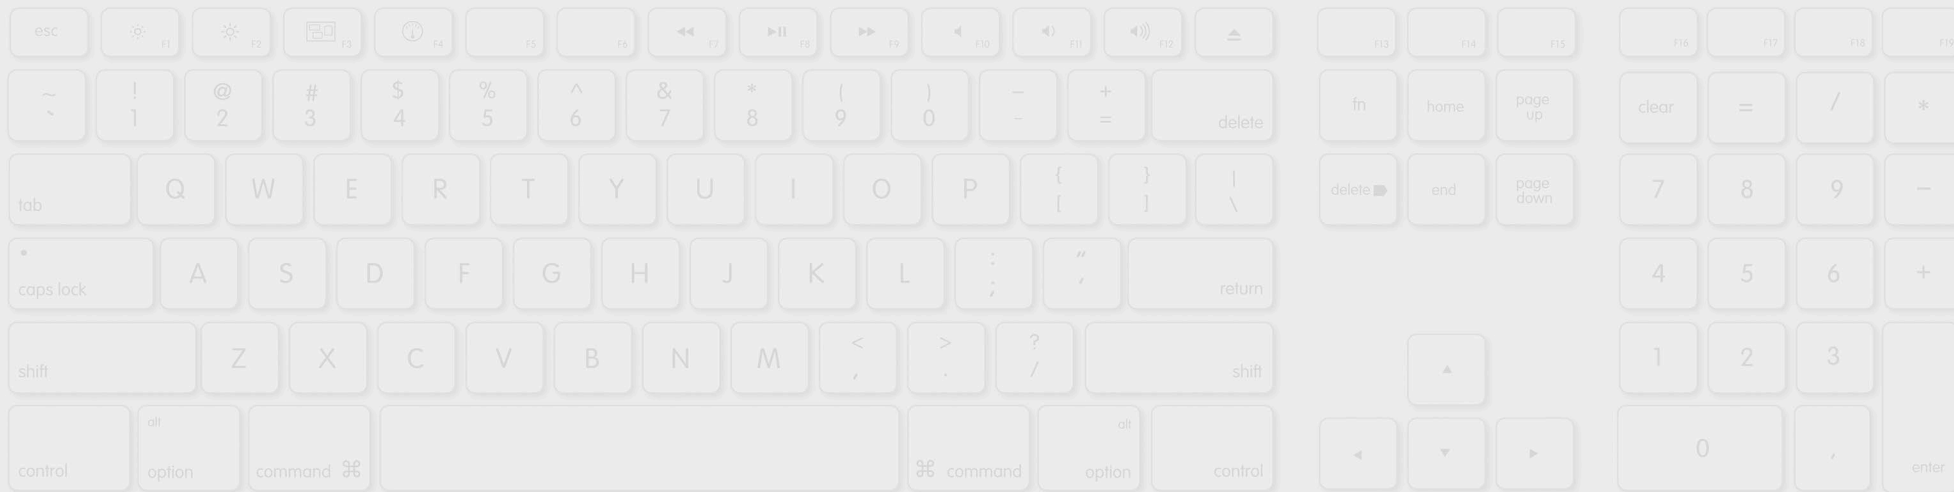 esc F1 F2 F3 F4 F5 F6 F7 F8 F9 F10 F11 F12 F13 F14 F15 F16 F17 F18 F19
~ ! @ # $ % ^ & * ( ) – +
` 1 2 3 4 5 6 7 8 9 0 - = delete fn home page up clear = / *
tab Q W E R T Y U I O P { [ } ] | \ delete end page down 7 8 9 –
caps lock A S D F G H J K L : ; " ' return 4 5 6 +
shift Z X C V B N M < , > . ? / shift 1 2 3
control alt option command ⌘ ⌘ command alt option control 0 , enter